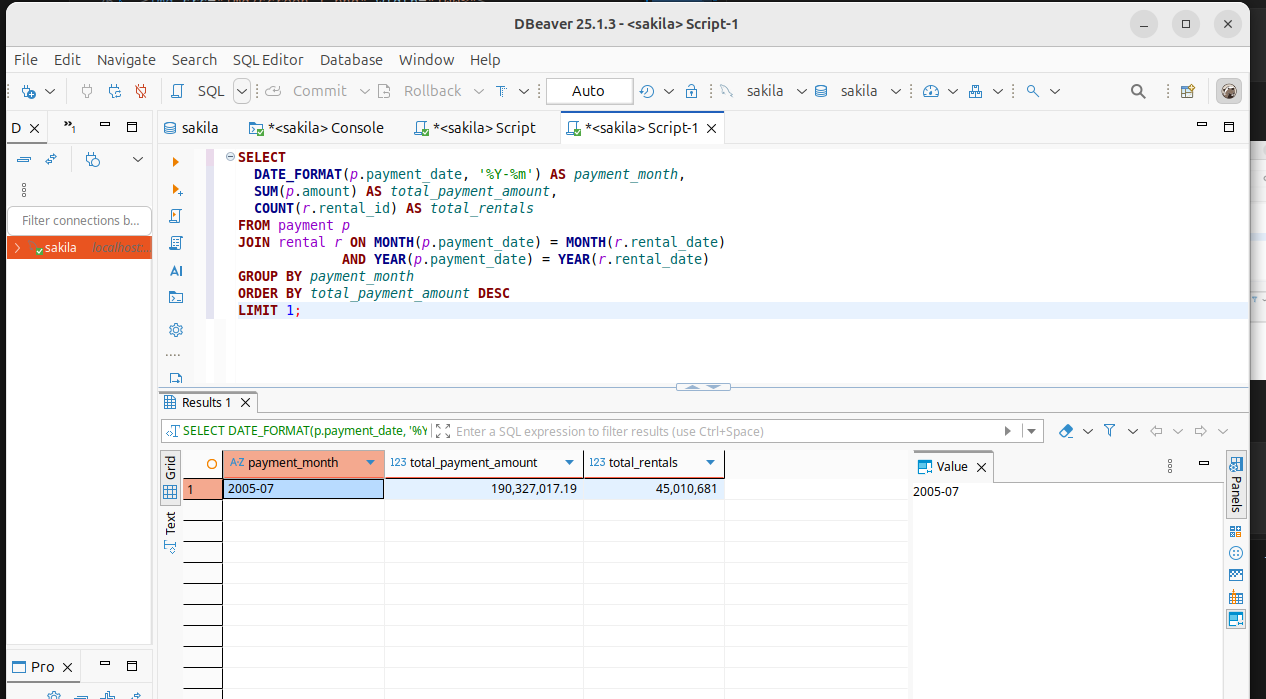 DBeaver 25.1.3 - <sakila> Script-1
File Edit Navigate Search SQL Editor Database Window Help
SQL Commit Rollback T Auto sakila sakila
D »1 sakila *<sakila> Console *<sakila> Script *<sakila> Script-1
Filter connections b...
sakila localhost:...
AI
SELECT
DATE_FORMAT(p.payment_date, '%Y-%m') AS payment_month,
SUM(p.amount) AS total_payment_amount,
COUNT(r.rental_id) AS total_rentals
FROM payment p
JOIN rental r ON MONTH(p.payment_date) = MONTH(r.rental_date)
AND YEAR(p.payment_date) = YEAR(r.rental_date)
GROUP BY payment_month
ORDER BY total_payment_amount DESC
LIMIT 1;
Results 1
SELECT DATE_FORMAT(p.payment_date, '%Y Enter a SQL expression to filter results (use Ctrl+Space)
Grid
Text
A-Z payment_month 123 total_payment_amount 123 total_rentals
1 2005-07 190,327,017.19 45,010,681
Value
2005-07
Panels
Pro